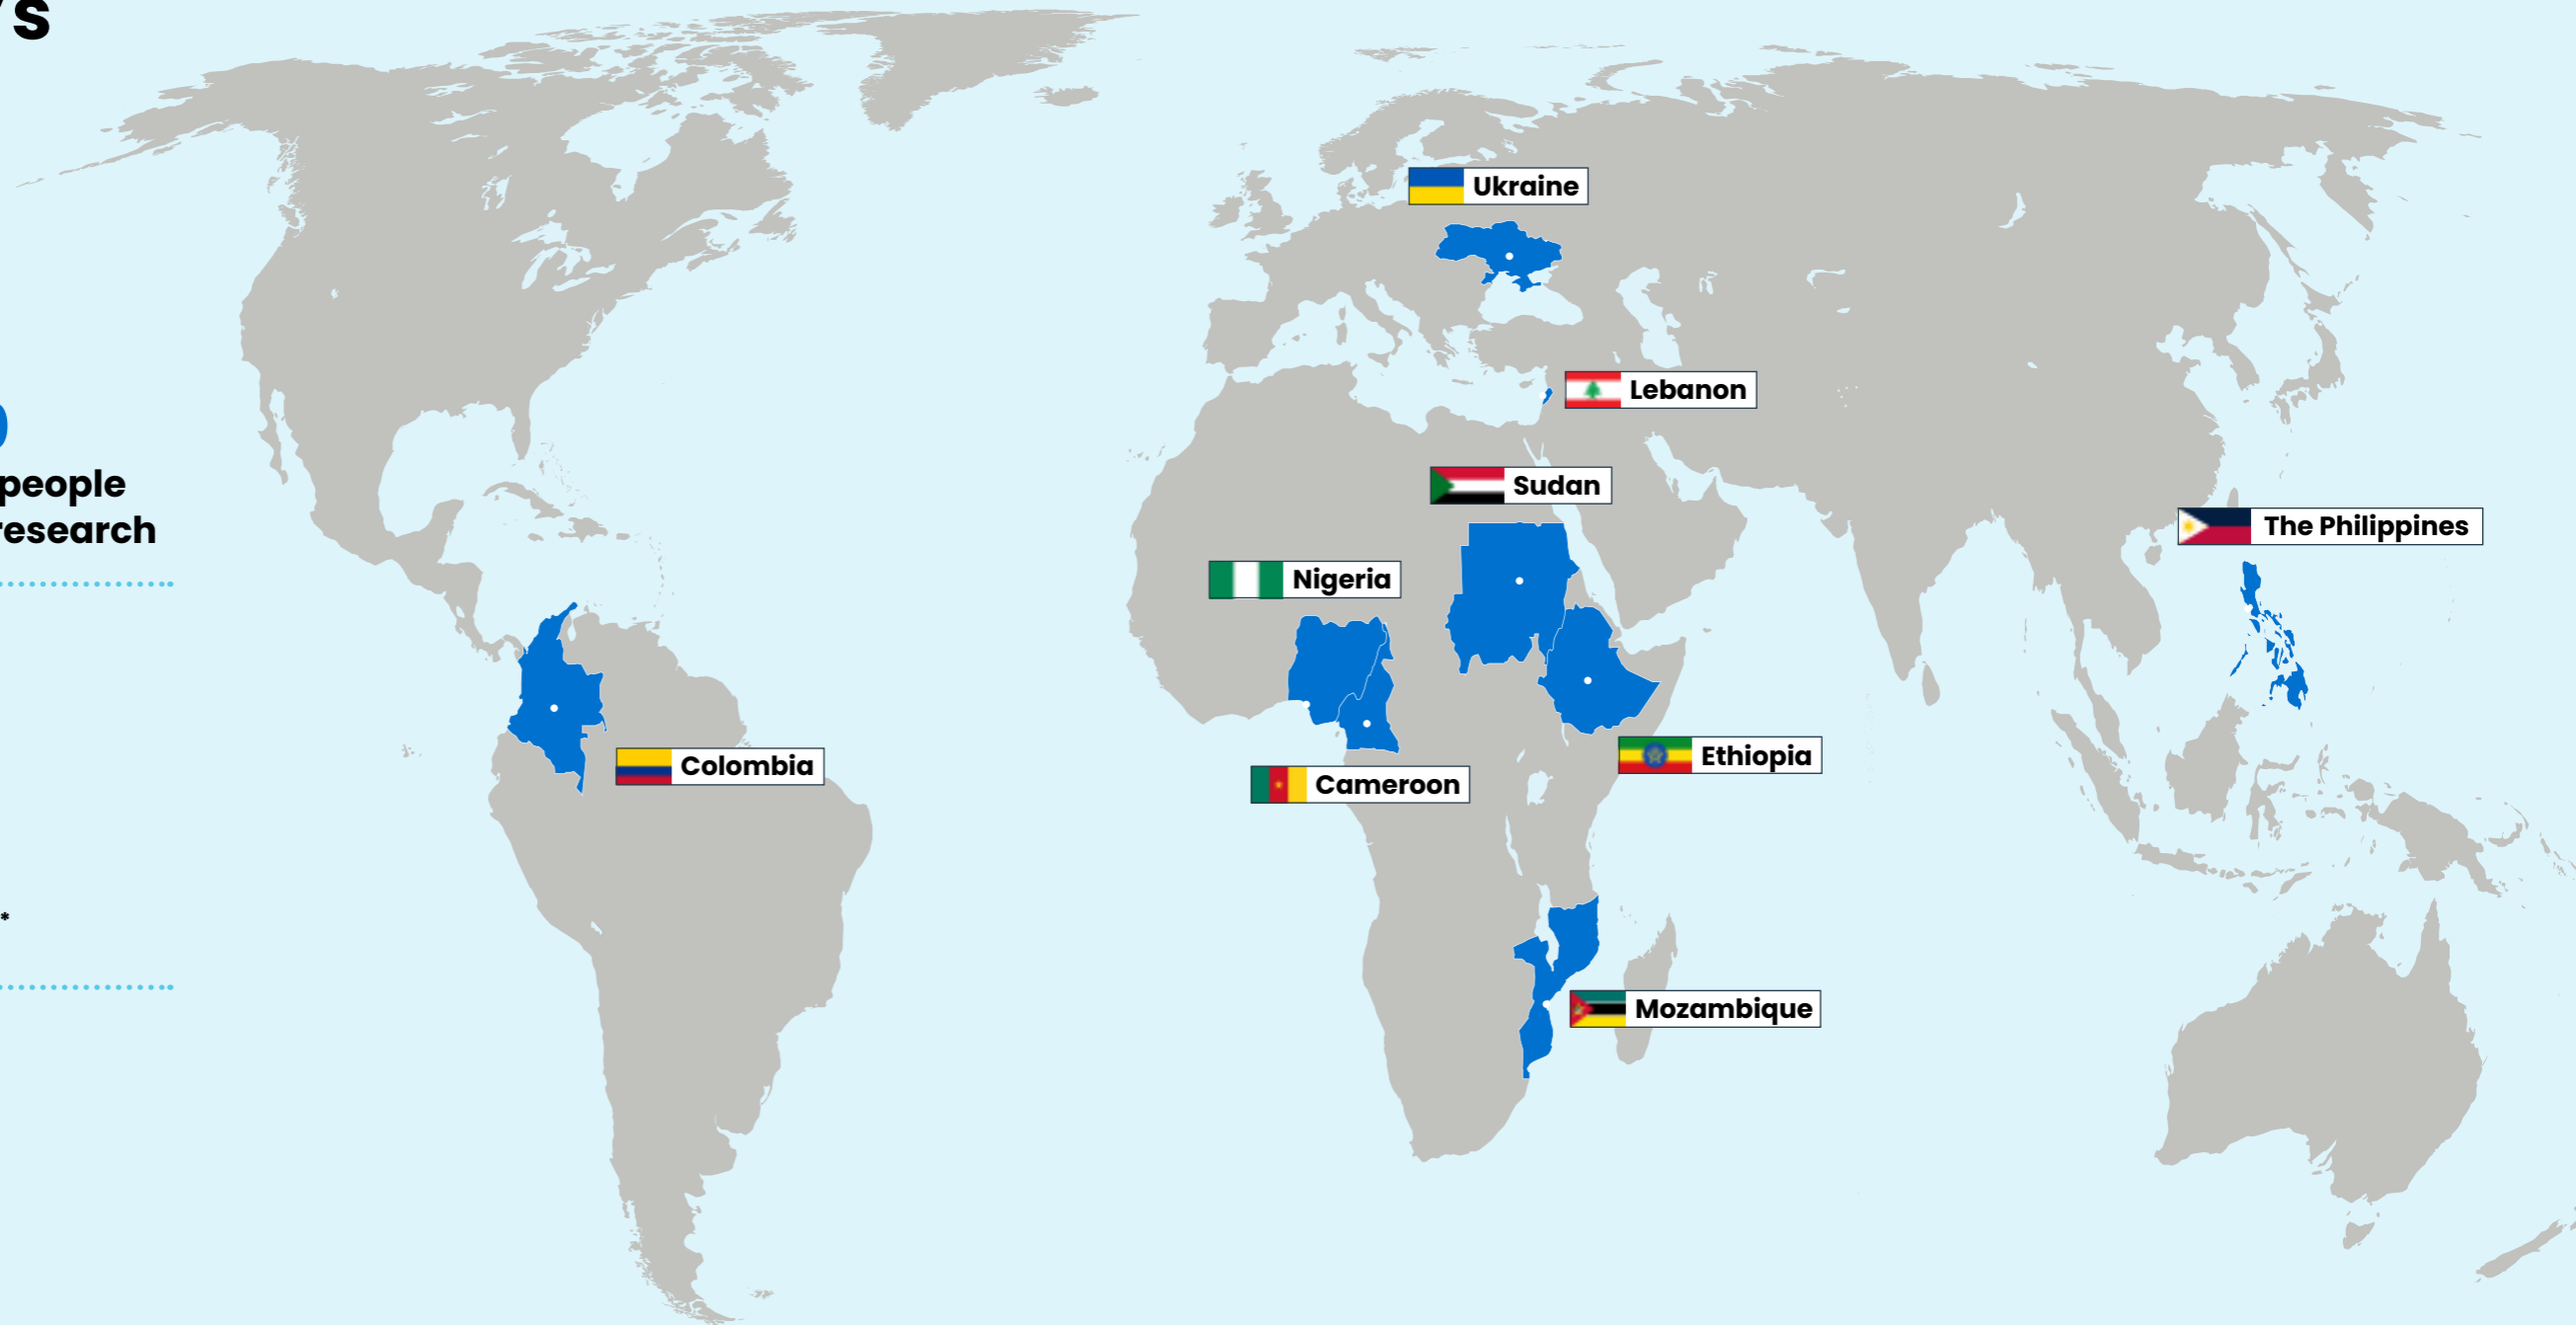 's
people
research
*
Ukraine
Lebanon
Sudan
The Philippines
Nigeria
Colombia
Ethiopia
Cameroon
Mozambique